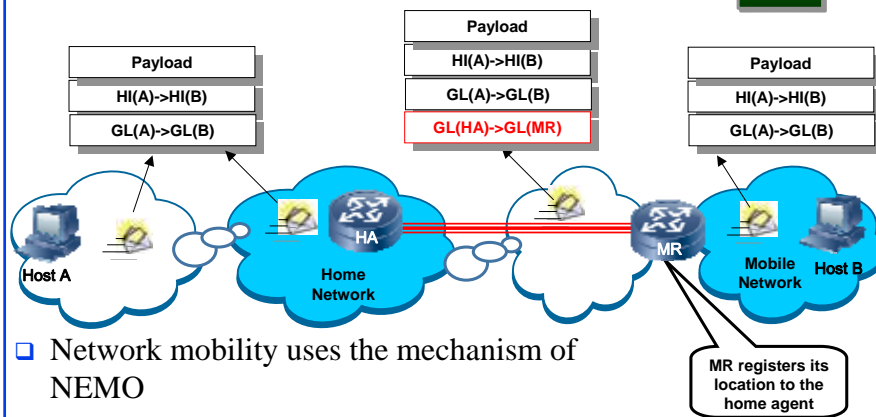 Payload
HI(A)->HI(B)
GL(A)->GL(B)
Payload
HI(A)->HI(B)
GL(A)->GL(B)
GL(HA)->GL(MR)
Payload
HI(A)->HI(B)
GL(A)->GL(B)
Host A
HA
Home
Network
MR
Mobile
Network
Host B
Network mobility uses the mechanism of
NEMO
MR registers its
location to the
home agent